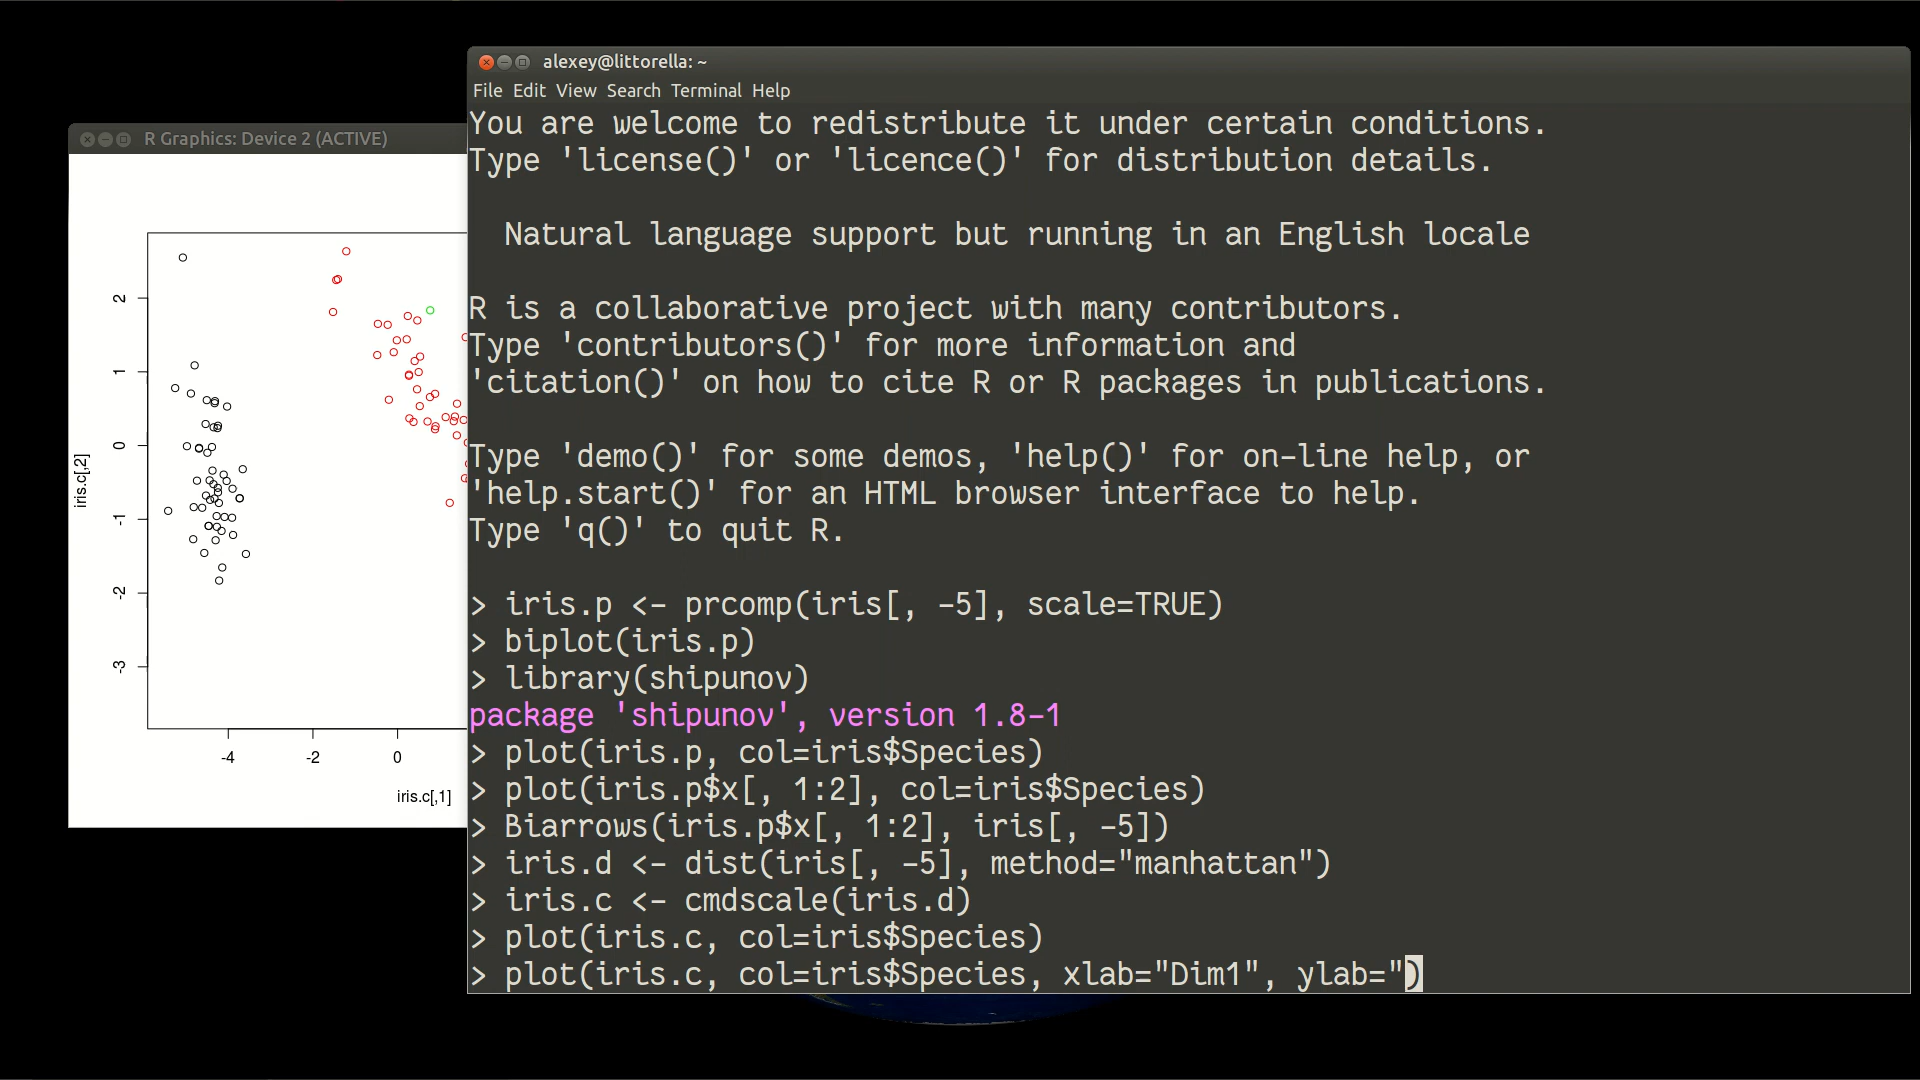 alexey@littorella: ~
File Edit View Search Terminal Help
You are welcome to redistribute it under certain conditions.
Type 'license()' or 'licence()' for distribution details.
Natural language support but running in an English locale
R is a collaborative project with many contributors.
Type 'contributors()' for more information and
'citation()' on how to cite R or R packages in publications.
Type 'demo()' for some demos, 'help()' for on-line help, or
'help.start()' for an HTML browser interface to help.
Type 'q()' to quit R.
> iris.p <- prcomp(iris[, -5], scale=TRUE)
> biplot(iris.p)
> library(shipunov)
package 'shipunov', version 1.8-1
> plot(iris.p, col=iris$Species)
> plot(iris.p$x[, 1:2], col=iris$Species)
> Biarrows(iris.p$x[, 1:2], iris[, -5])
> iris.d <- dist(iris[, -5], method="manhattan")
> iris.c <- cmdscale(iris.d)
> plot(iris.c, col=iris$Species)
> plot(iris.c, col=iris$Species, xlab="Dim1", ylab=")
R Graphics: Device 2 (ACTIVE)
2
1
0
-1
-2
-3
iris.c[,2]
-4 -2 0
iris.c[,1]